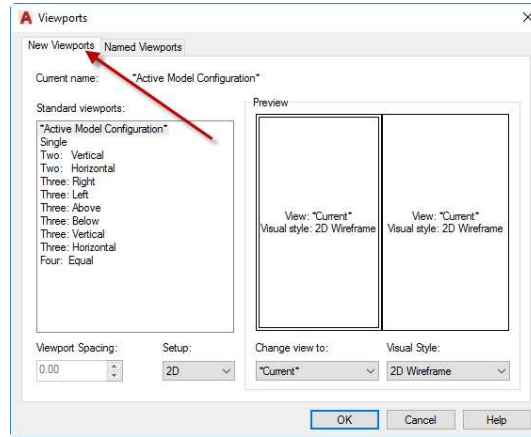 Viewports
New Viewports Named Viewports
Current name: *Active Model Configuration*
Standard viewports:
*Active Model Configuration*
Single
Two: Vertical
Two: Horizontal
Three: Right
Three: Left
Three: Above
Three: Below
Three: Vertical
Three: Horizontal
Four: Equal
Preview
View: *Current*
Visual style: 2D Wireframe
View: *Current*
Visual style: 2D Wireframe
Viewport Spacing: Setup: Change view to: Visual Style:
0.00 2D *Current* 2D Wireframe
OK Cancel Help